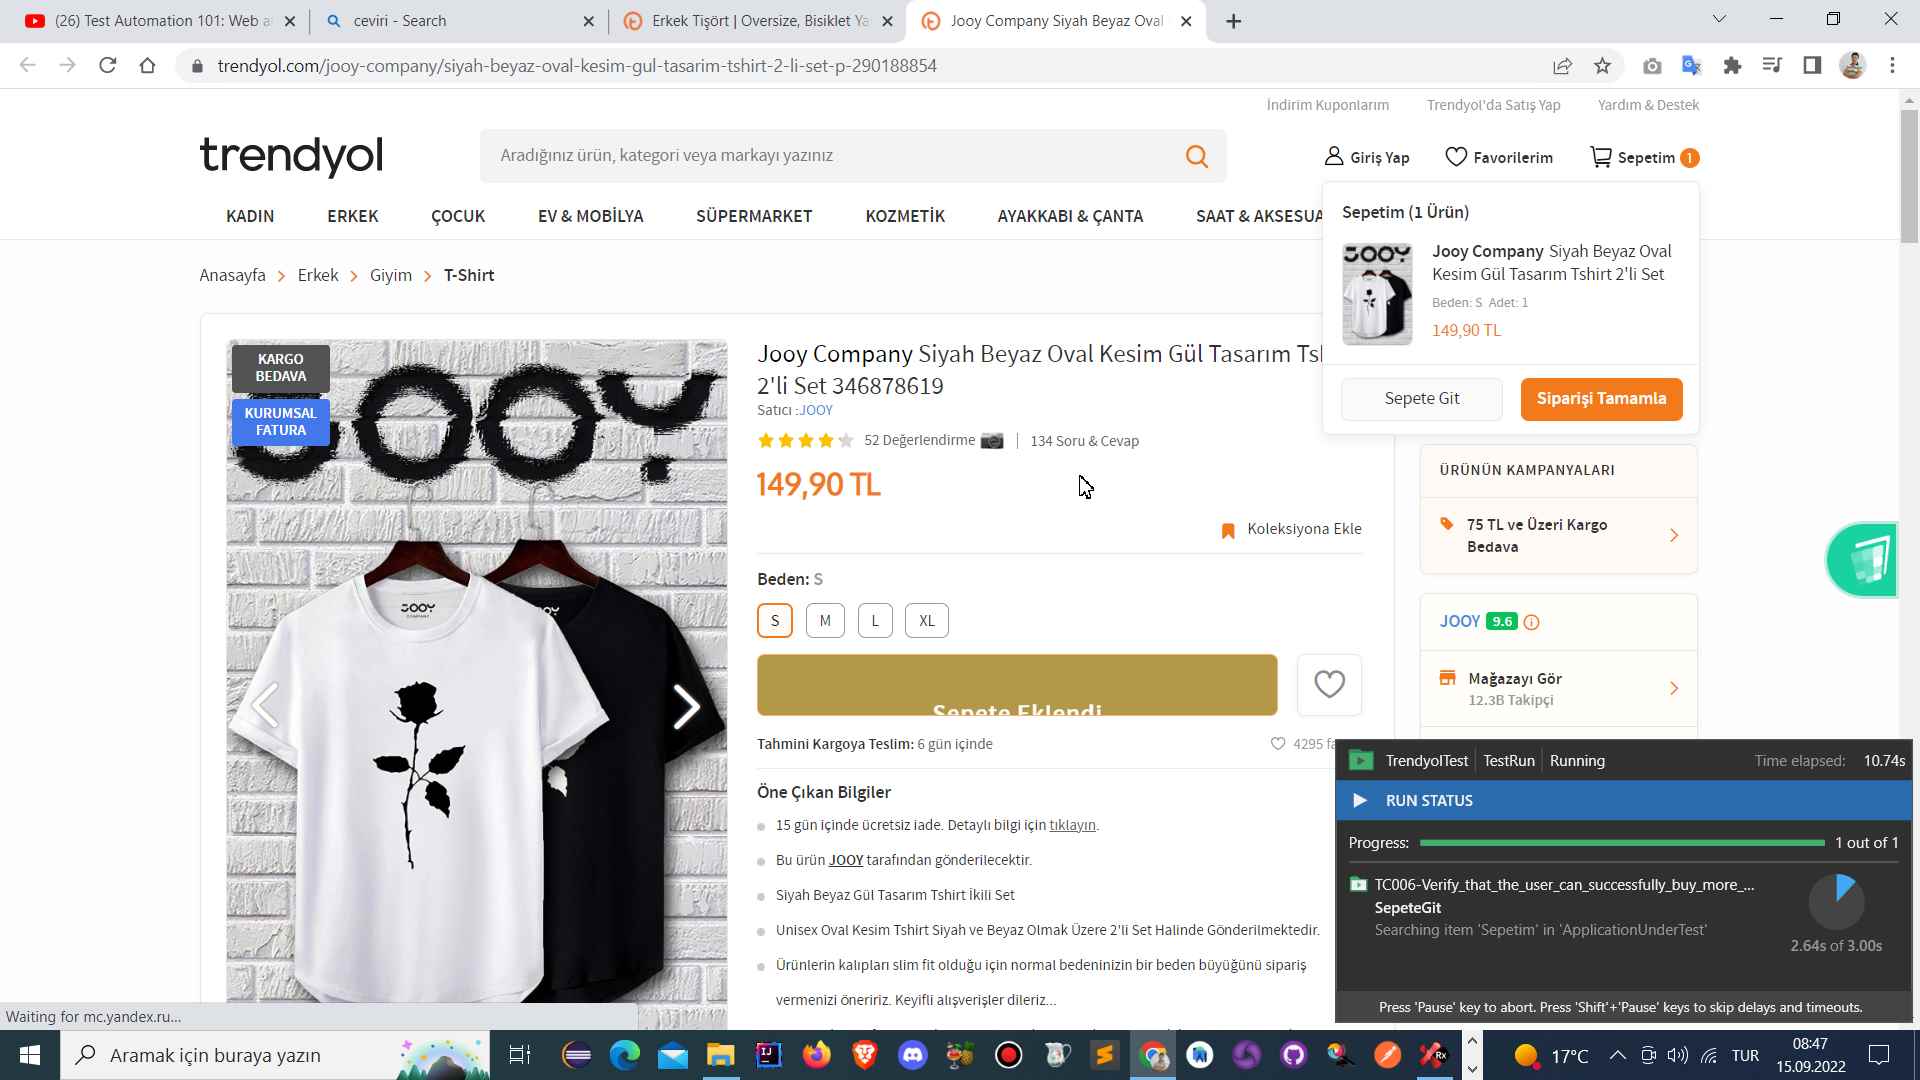 (26) Test Automation 101: Web a
ceviri - Search
Erkek Tişört | Oversize, Bisiklet Ya
Jooy Company Siyah Beyaz Oval
trendyol.com/jooy-company/siyah-beyaz-oval-kesim-gul-tasarim-tshirt-2-li-set-p-290188854
İndirim Kuponlarım
Trendyol'da Satış Yap
Yardım & Destek
trendyol
Aradığınız ürün, kategori veya markayı yazınız
Giriş Yap
Favorilerim
Sepetim 1
KADIN
ERKEK
ÇOCUK
EV & MOBİLYA
SÜPERMARKET
KOZMETİK
AYAKKABI & ÇANTA
SAAT & AKSESUA
Sepetim (1 Ürün)
JOOY
Jooy Company Siyah Beyaz Oval
Kesim Gül Tasarım Tshirt 2'li Set
Beden: S Adet: 1
149,90 TL
Sepete Git
Siparişi Tamamla
Anasayfa
Erkek
Giyim
T-Shirt
KARGO
BEDAVA
KURUMSAL
FATURA
JOOY
JOOY
COMPANY
Jooy Company Siyah Beyaz Oval Kesim Gül Tasarım Tsl
2'li Set 346878619
Satıcı :JOOY
52 Değerlendirme
134 Soru & Cevap
149,90 TL
Koleksiyona Ekle
Beden: S
S
M
L
XL
Sepete Eklendi
Tahmini Kargoya Teslim: 6 gün içinde
4295 fa
Öne Çıkan Bilgiler
15 gün içinde ücretsiz iade. Detaylı bilgi için tıklayın.
Bu ürün JOOY tarafından gönderilecektir.
Siyah Beyaz Gül Tasarım Tshirt İkili Set
Unisex Oval Kesim Tshirt Siyah ve Beyaz Olmak Üzere 2'li Set Halinde Gönderilmektedir.
Ürünlerin kalıpları slim fit olduğu için normal bedeninizin bir beden büyüğünü sipariş
vermenizi öneririz. Keyifli alışverişler dileriz...
ÜRÜNÜN KAMPANYALARI
75 TL ve Üzeri Kargo
Bedava
JOOY 9.6
Mağazayı Gör
12.3B Takipçi
TrendyolTest
TestRun
Running
Time elapsed: 10.74s
RUN STATUS
Progress:
1 out of 1
TC006-Verify_that_the_user_can_successfully_buy_more_...
SepeteGit
Searching item 'Sepetim' in 'ApplicationUnderTest'
2.64s of 3.00s
Press 'Pause' key to abort. Press 'Shift'+'Pause' keys to skip delays and timeouts.
Waiting for mc.yandex.ru...
Aramak için buraya yazın
17°C
TUR
08:47
15.09.2022